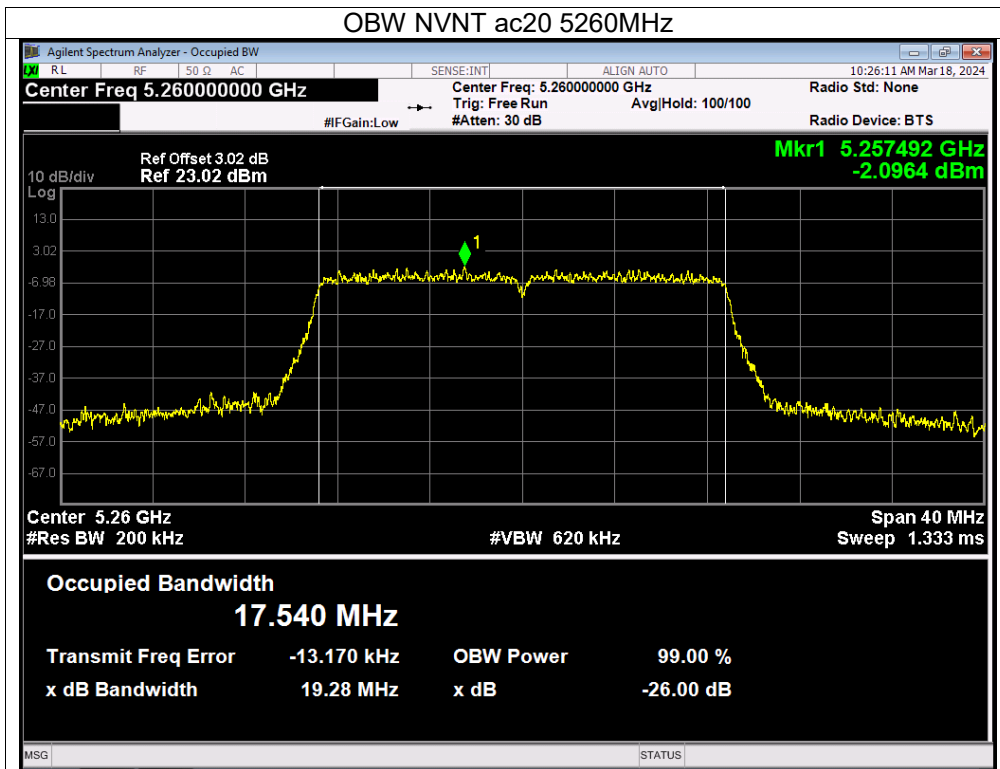 OBW NVNT ac20 5260MHz
Agilent Spectrum Analyzer - Occupied BW
LXI RL RF 50 Ω AC SENSE:INT ALIGN AUTO 10:26:11 AM Mar 18, 2024
Center Freq 5.260000000 GHz Center Freq: 5.260000000 GHz Radio Std: None
Trig: Free Run Avg|Hold: 100/100
#IFGain:Low #Atten: 30 dB Radio Device: BTS
Mkr1 5.257492 GHz
Ref Offset 3.02 dB
10 dB/div Ref 23.02 dBm -2.0964 dBm
Log
13.0
1
3.02
-6.98
-17.0
-27.0
-37.0
-47.0
-57.0
-67.0
Center 5.26 GHz Span 40 MHz
#Res BW 200 kHz #VBW 620 kHz Sweep 1.333 ms
Occupied Bandwidth
17.540 MHz
Transmit Freq Error -13.170 kHz OBW Power 99.00 %
x dB Bandwidth 19.28 MHz x dB -26.00 dB
MSG STATUS